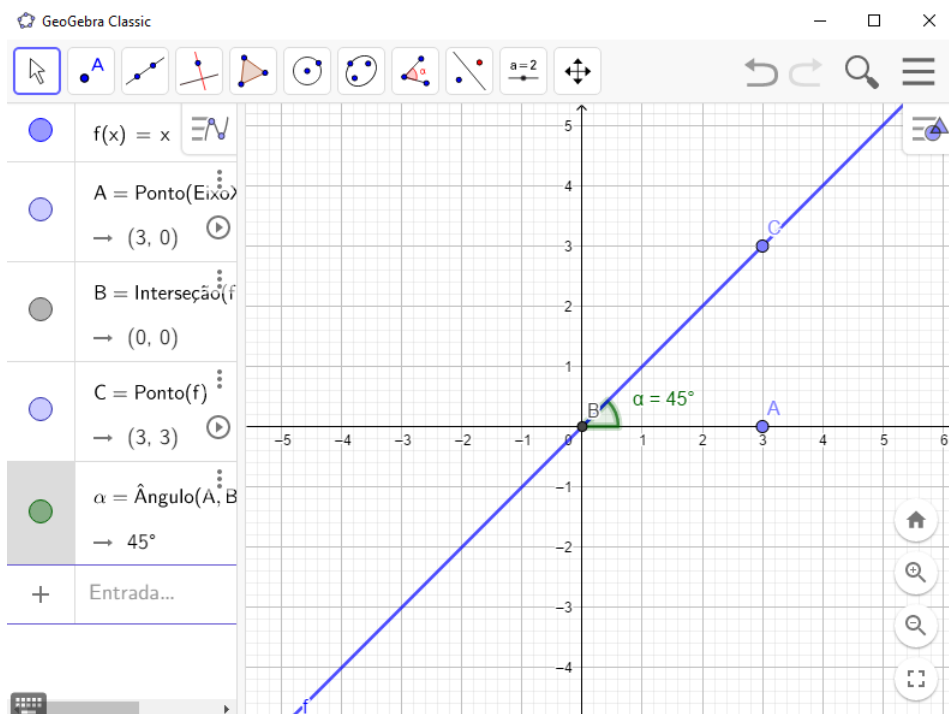 GeoGebra Classic
A
a = 2
f(x) = x
A = Ponto(EixoX
→ (3, 0)
B = Interseção(f
→ (0, 0)
C = Ponto(f)
→ (3, 3)
α = Ângulo(A, B
→ 45°
+ Entrada...
5
4
C
3
2
1
B
α = 45°
A
−5 −4 −3 −2 −1 0 1 2 3 4 5 6
−1
−2
−3
−4
f